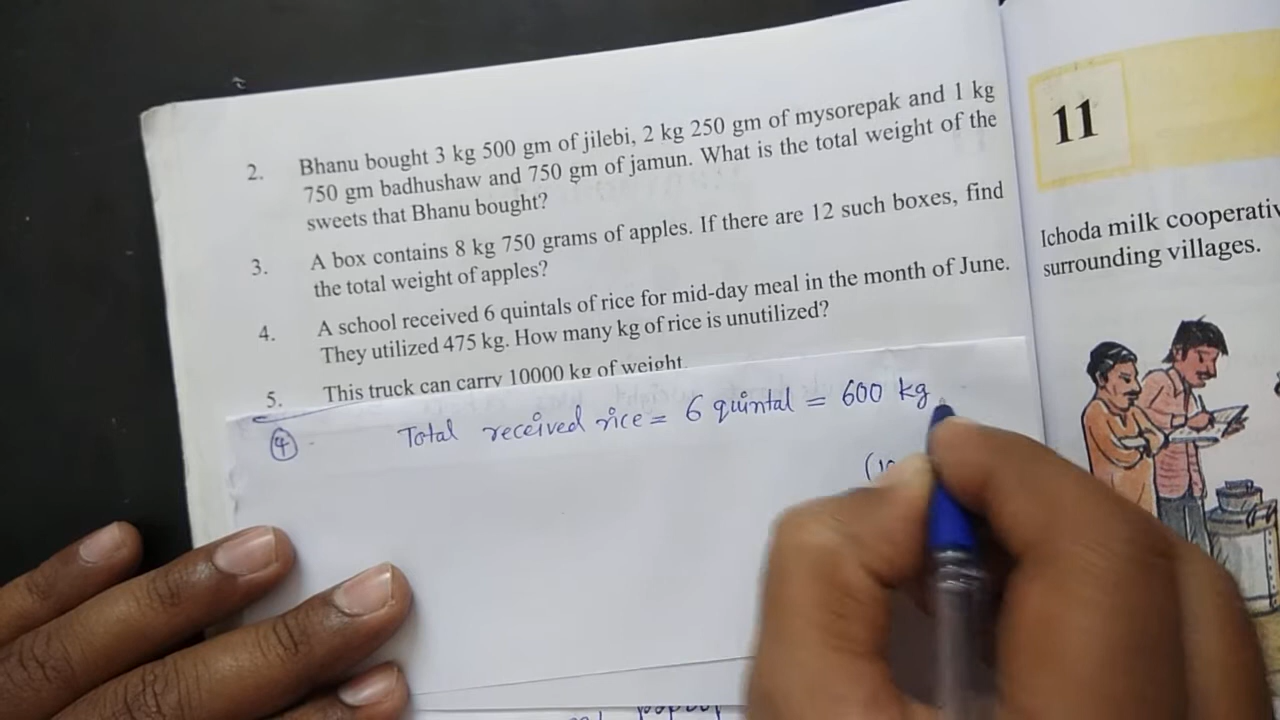 2. Bhanu bought 3 kg 500 gm of jilebi, 2 kg 250 gm of mysorepak and 1 kg
750 gm badhushaw and 750 gm of jamun. What is the total weight of the
sweets that Bhanu bought?
3. A box contains 8 kg 750 grams of apples. If there are 12 such boxes, find
the total weight of apples?
4. A school received 6 quintals of rice for mid-day meal in the month of June.
They utilized 475 kg. How many kg of rice is unutilized?
5. This truck can carry 10000 kg of weight.
4 Total received rice = 6 quintal = 600 kg.
11
Ichoda milk
surrounding villages.